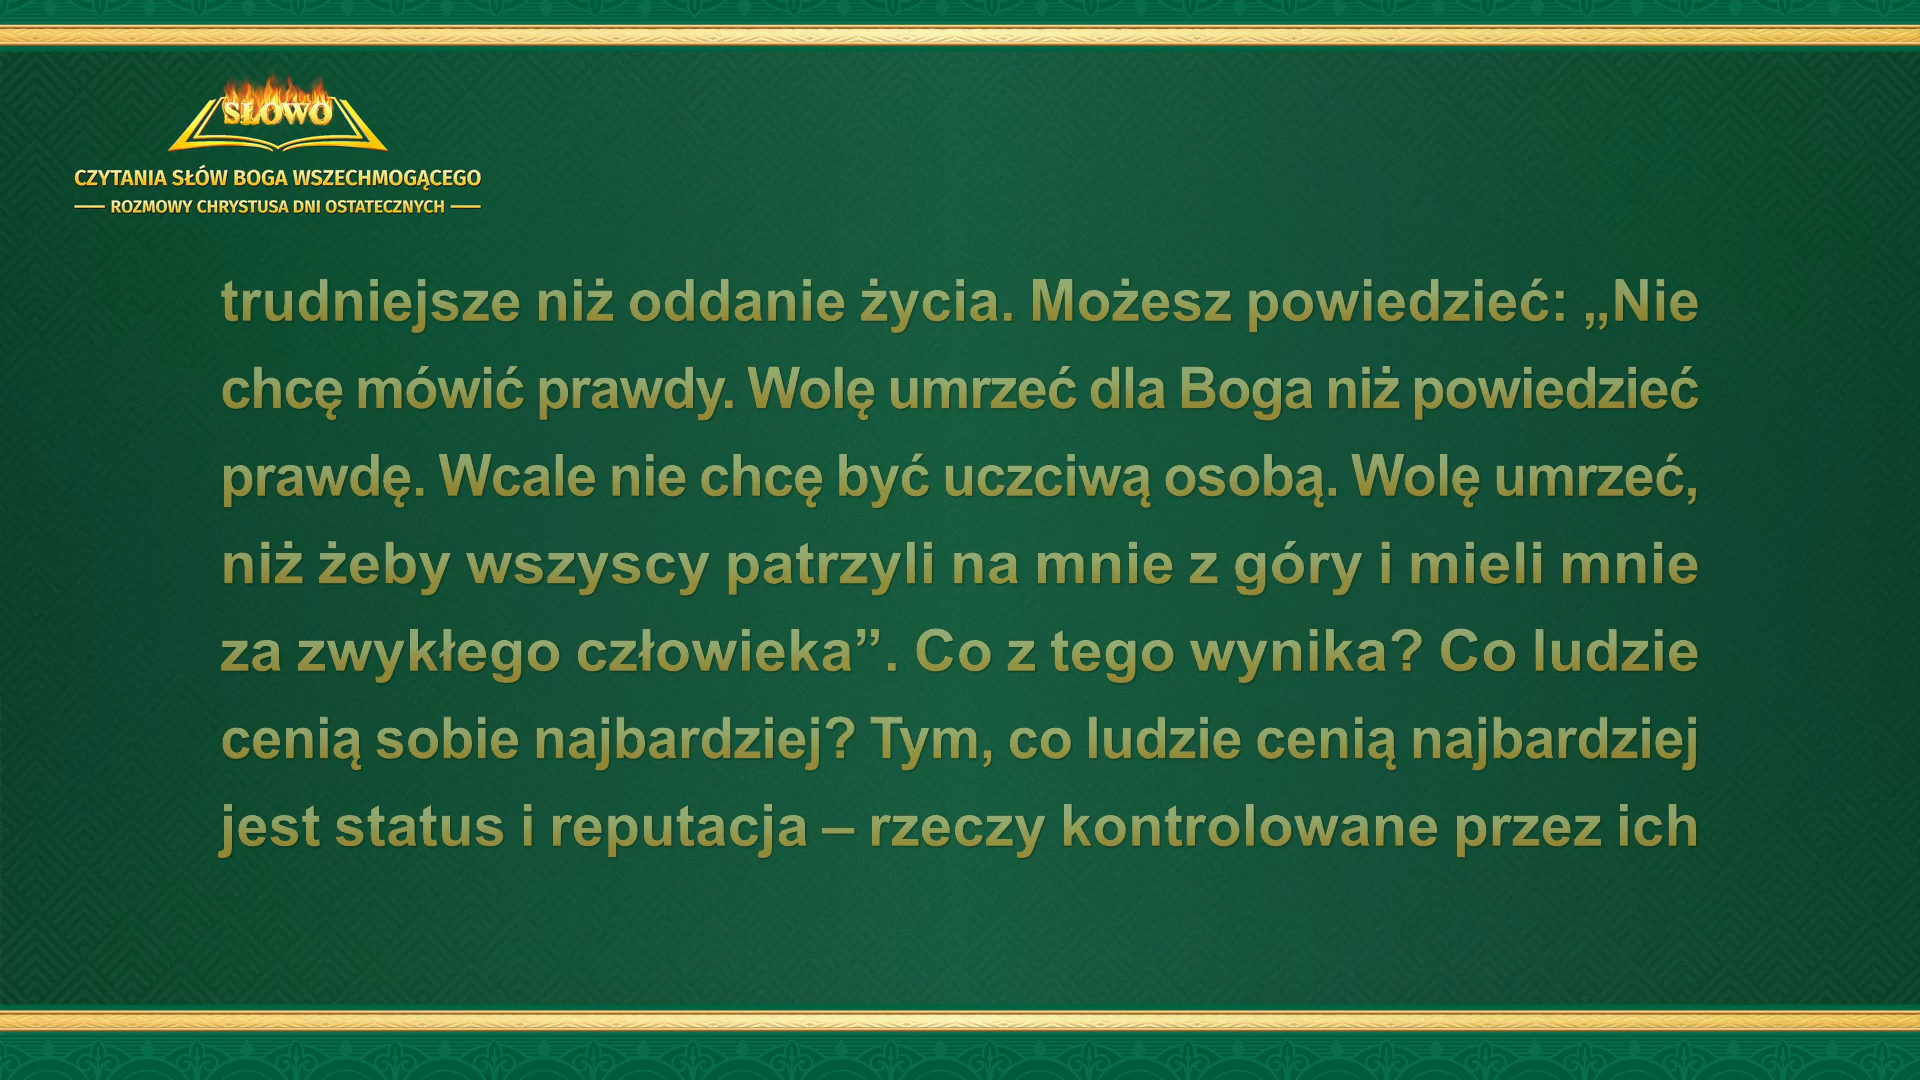 SŁOWO
CZYTANIA SŁÓW BOGA WSZECHMOGĄCEGO
ROZMOWY CHRYSTUSA DNI OSTATECZNYCH
trudniejsze niż oddanie życia. Możesz powiedzieć: „Nie
chcę mówić prawdy. Wolę umrzeć dla Boga niż powiedzieć
prawdę. Wcale nie chcę być uczciwą osobą. Wolę umrzeć,
niż żeby wszyscy patrzyli na mnie z góry i mieli mnie
za zwykłego człowieka”. Co z tego wynika? Co ludzie
cenią sobie najbardziej? Tym, co ludzie cenią najbardziej
jest status i reputacja – rzeczy kontrolowane przez ich